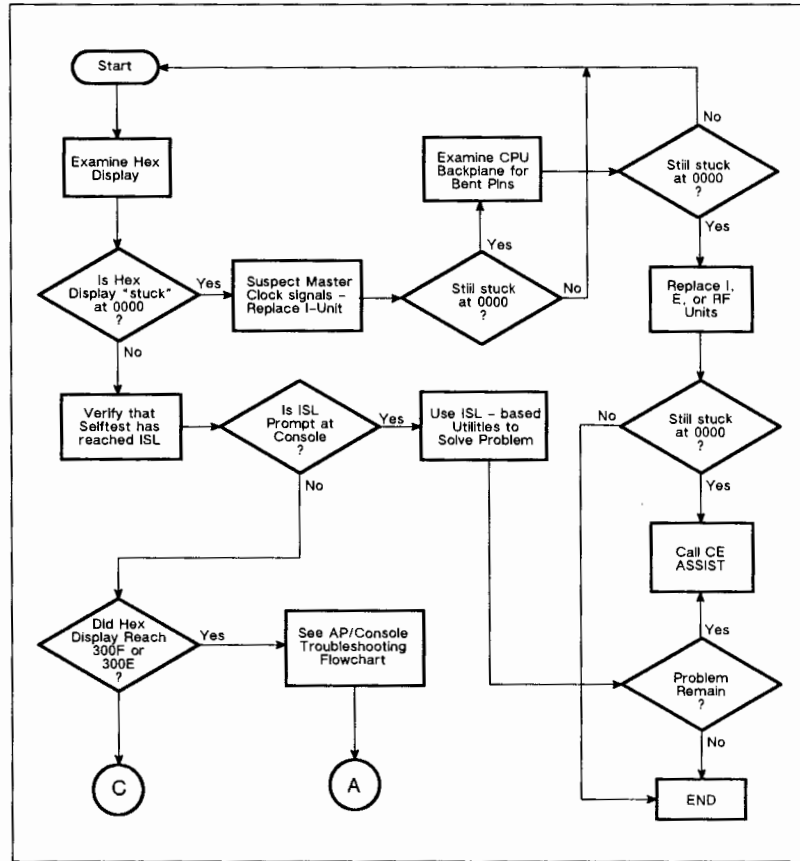 Start
Examine Hex
Display
Is Hex
Display "stuck"
at 0000
?
Yes
No
Suspect Master
Clock signals -
Replace I-Unit
Still stuck
at 0000
?
Yes
No
Examine CPU
Backplane for
Bent Pins
Still stuck
at 0000
?
No
Yes
Replace I,
E, or RF
Units
Still stuck
at 0000
?
No
Yes
Call CE
ASSIST
Verify that
Selftest has
reached ISL
Is ISL
Prompt at
Console
?
Yes
No
Use ISL - based
Utilities to
Solve Problem
Did Hex
Display Reach
300F or
300E
?
Yes
See AP/Console
Troubleshooting
Flowchart
Yes
Problem
Remain
?
No
END
C
A